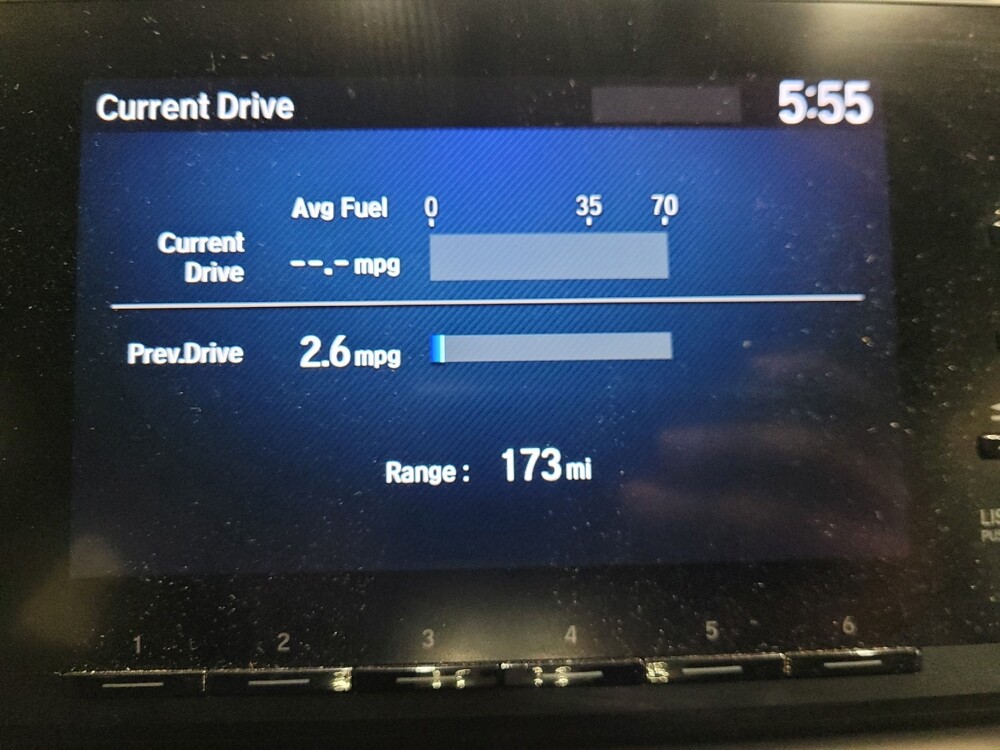 Current Drive 5:55
Avg Fuel 0 35 70
Current
Drive --.- mpg
Prev.Drive 2.6 mpg
Range : 173 mi
1 2 3 4 5 6